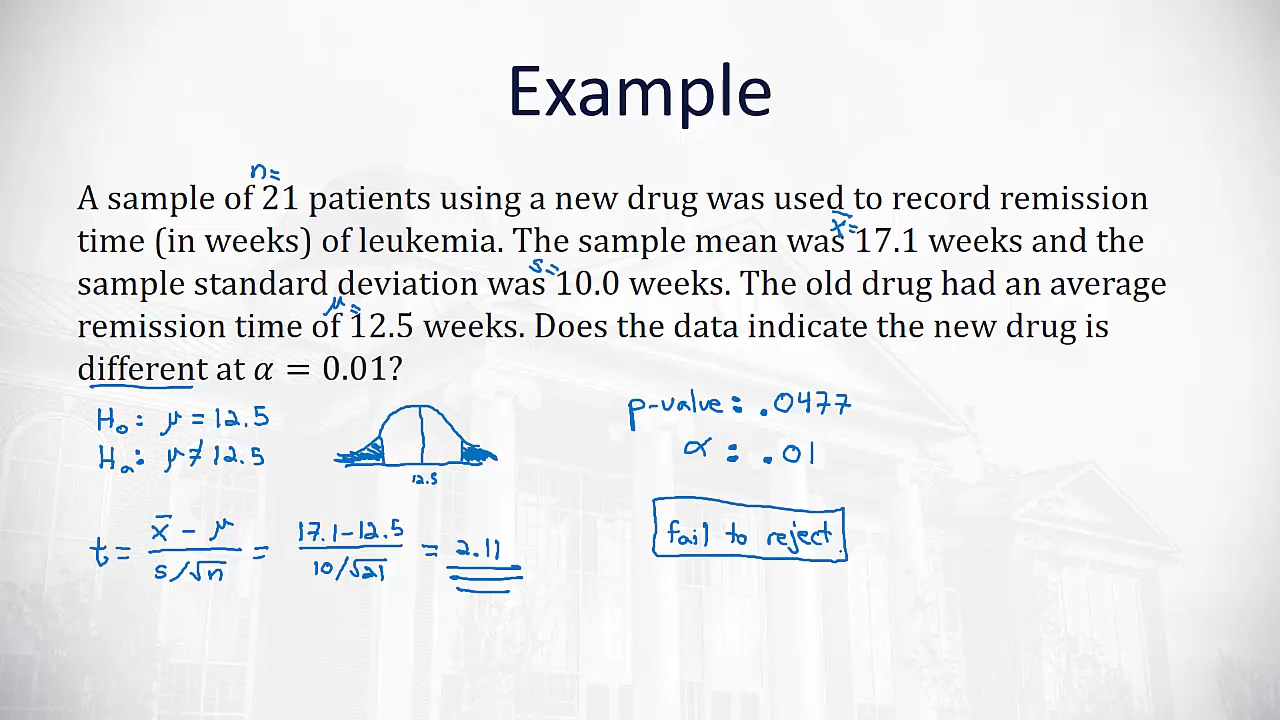 Example
n=
A sample of 21 patients using a new drug was used to record remission
x̄=
time (in weeks) of leukemia. The sample mean was 17.1 weeks and the
s=
sample standard deviation was 10.0 weeks. The old drug had an average
μ=
remission time of 12.5 weeks. Does the data indicate the new drug is
different at α = 0.01?
H₀: μ = 12.5
Hₐ: μ ≠ 12.5
12.5
t = (x̄ - μ) / (s/√n) = (17.1-12.5) / (10/√21) = 2.11
p-value: .0477
α : .01
fail to reject